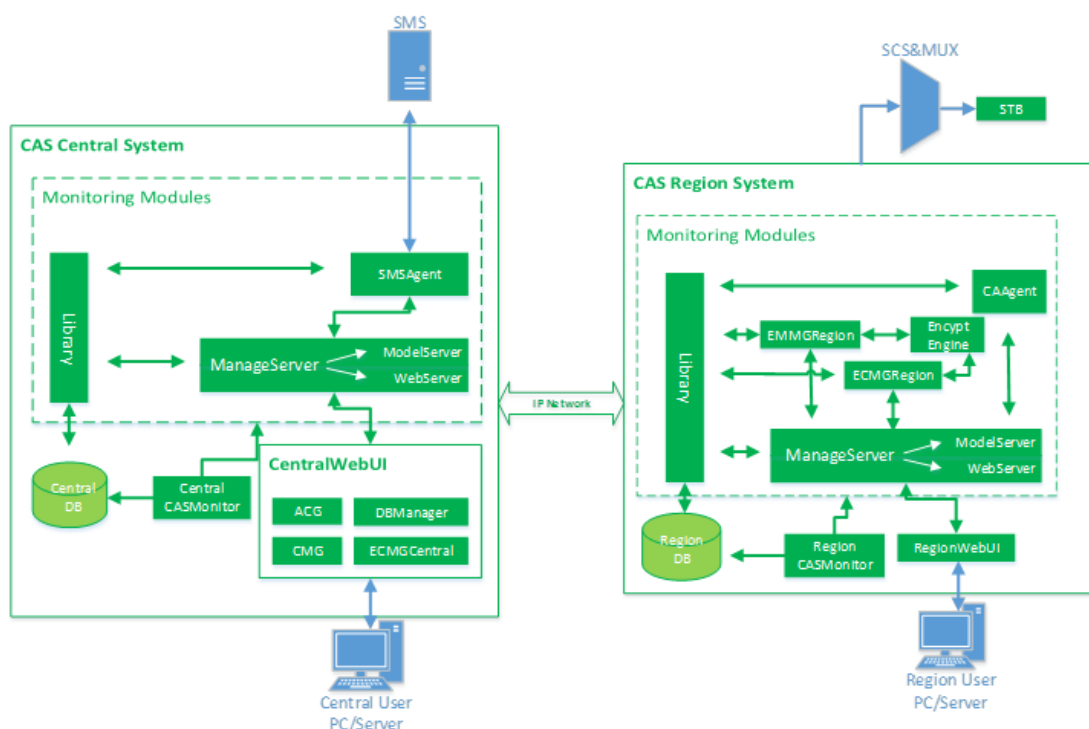 SMS
CAS Central System
Monitoring Modules
Library
SMSAgent
ManageServer
ModelServer
WebServer
Central
DB
Central
CASMonitor
CentralWebUI
ACG
DBManager
CMG
ECMGCentral
Central User
PC/Server
IP Network
SCS&MUX
STB
CAS Region System
Monitoring Modules
Library
CAAgent
EMMGRegion
Encypt
Engine
ECMGRegion
ManageServer
ModelServer
WebServer
Region
DB
Region
CASMonitor
RegionWebUI
Region User
PC/Server